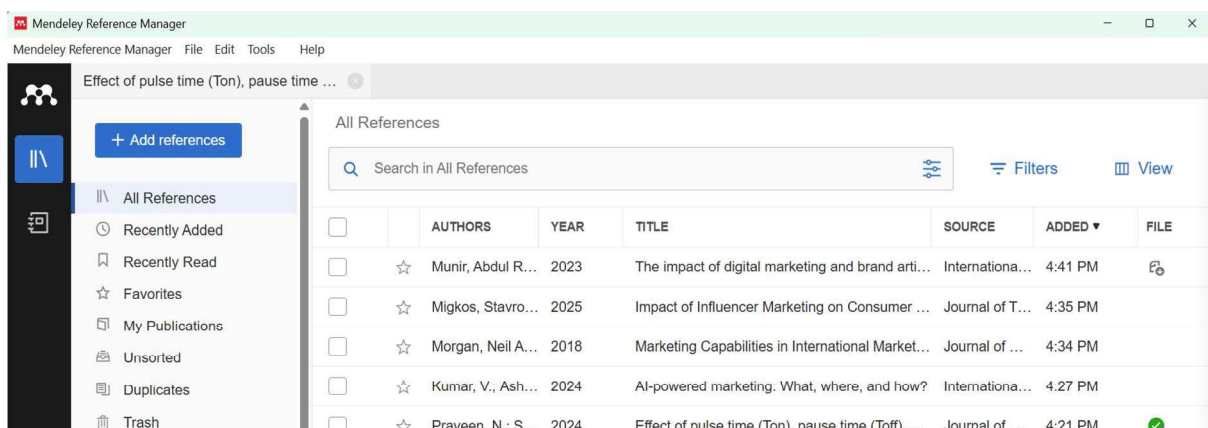 Mendeley Reference Manager
Mendeley Reference Manager File Edit Tools Help
Effect of pulse time (Ton), pause time ...
+ Add references
All References
Recently Added
Recently Read
Favorites
My Publications
Unsorted
Duplicates
Trash
All References
Search in All References
Filters
View
AUTHORS YEAR TITLE SOURCE ADDED ▼ FILE
Munir, Abdul R... 2023 The impact of digital marketing and brand arti... Internationa... 4:41 PM
Migkos, Stavro... 2025 Impact of Influencer Marketing on Consumer ... Journal of T... 4:35 PM
Morgan, Neil A... 2018 Marketing Capabilities in International Market... Journal of ... 4:34 PM
Kumar, V., Ash... 2024 AI-powered marketing. What, where, and how? Internationa... 4.27 PM
Praveen, N.; S... 2024 Effect of pulse time (Ton), pause time (Toff)... Journal of ... 4:21 PM